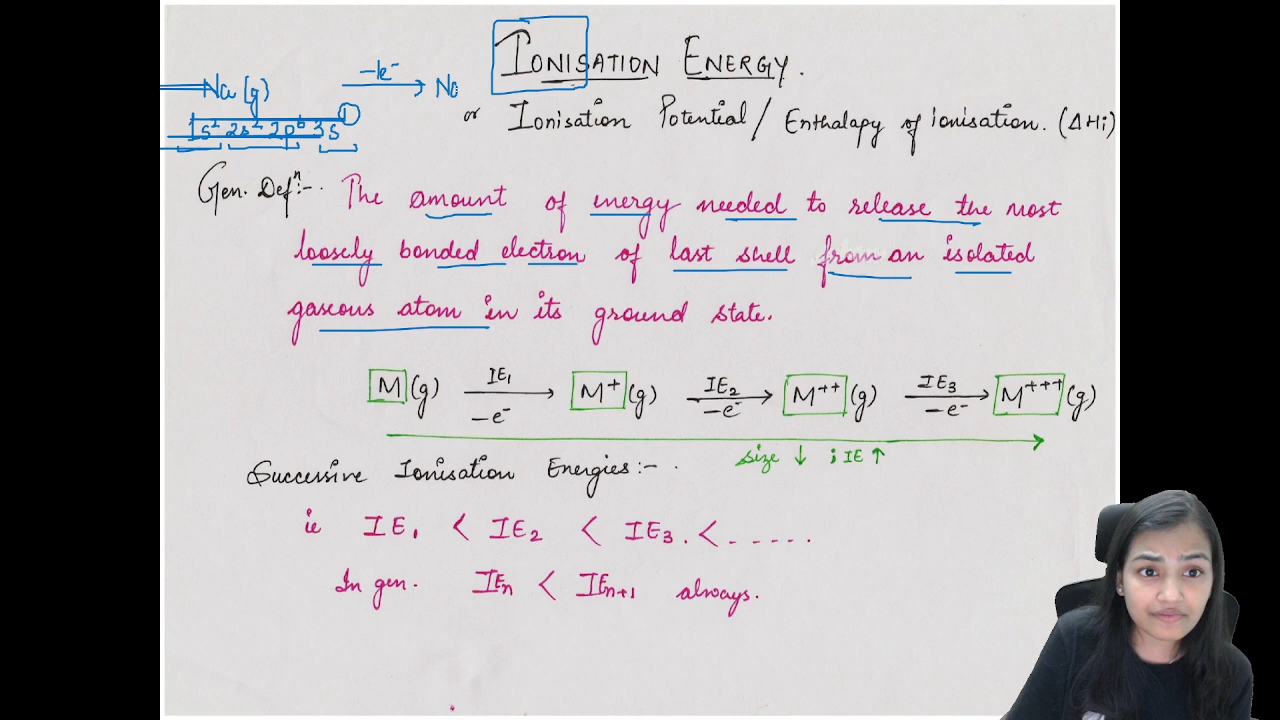 IONISATION ENERGY.
Na (g) -1e⁻ → Na
or Ionisation Potential / Enthalapy of ionisation. (ΔHi)
1s² 2s² 2p⁶ 3s¹
Gen. Defⁿ:- The amount of energy needed to release the most
loosely bonded electron of last shell from an isolated
gaseous atom in its ground state.
M (g) IE₁ -e⁻ → M⁺ (g) IE₂ -e⁻ → M⁺⁺ (g) IE₃ -e⁻ → M⁺⁺⁺ (g)
size ↓ ; IE ↑
Successive Ionisation Energies:-
ie IE₁ < IE₂ < IE₃. < . . . . .
In gen. IEn < IEn+1 always.